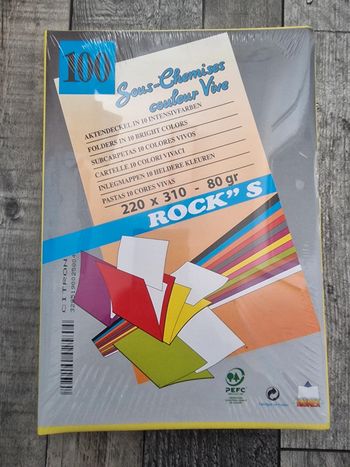 100
Sous-Chemises
couleur Vive
AKTENDECKEL IN 10 INTENSIVFARBEN
FOLDERS IN 10 BRIGHT COLORS
SUBCARPETAS 10 COLORES VIVOS
CARTELLE 10 COLORI VIVACI
INLEGMAPPEN 10 HELDERE KLEUREN
PASTAS 10 CORES VIVAS
220 x 310 - 80 gr
ROCK" S
CITRON
PEFC